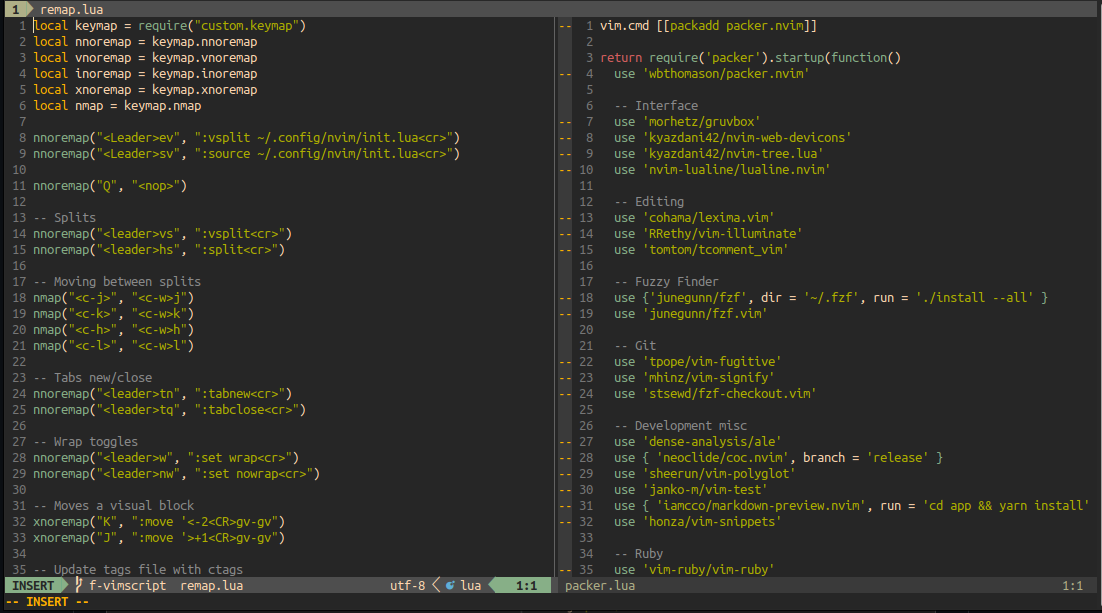 1 remap.lua
1 local keymap = require("custom.keymap")
2 local nnoremap = keymap.nnoremap
3 local vnoremap = keymap.vnoremap
4 local inoremap = keymap.inoremap
5 local xnoremap = keymap.xnoremap
6 local nmap = keymap.nmap
7
8 nnoremap("<Leader>ev", ":vsplit ~/.config/nvim/init.lua<cr>")
9 nnoremap("<Leader>sv", ":source ~/.config/nvim/init.lua<cr>")
10
11 nnoremap("Q", "<nop>")
12
13 -- Splits
14 nnoremap("<leader>vs", ":vsplit<cr>")
15 nnoremap("<leader>hs", ":split<cr>")
16
17 -- Moving between splits
18 nmap("<c-j>", "<c-w>j")
19 nmap("<c-k>", "<c-w>k")
20 nmap("<c-h>", "<c-w>h")
21 nmap("<c-l>", "<c-w>l")
22
23 -- Tabs new/close
24 nnoremap("<leader>tn", ":tabnew<cr>")
25 nnoremap("<leader>tq", ":tabclose<cr>")
26
27 -- Wrap toggles
28 nnoremap("<leader>w", ":set wrap<cr>")
29 nnoremap("<leader>nw", ":set nowrap<cr>")
30
31 -- Moves a visual block
32 xnoremap("K", ":move '<-2<CR>gv-gv")
33 xnoremap("J", ":move '>+1<CR>gv-gv")
34
35 -- Update tags file with ctags
INSERT f-vimscript remap.lua utf-8 lua 1:1
-- INSERT --
-- 1 vim.cmd [[packadd packer.nvim]]
2
3 return require('packer').startup(function()
-- 4 use 'wbthomason/packer.nvim'
5
6 -- Interface
-- 7 use 'morhetz/gruvbox'
-- 8 use 'kyazdani42/nvim-web-devicons'
-- 9 use 'kyazdani42/nvim-tree.lua'
-- 10 use 'nvim-lualine/lualine.nvim'
11
12 -- Editing
-- 13 use 'cohama/lexima.vim'
-- 14 use 'RRethy/vim-illuminate'
-- 15 use 'tomtom/tcomment_vim'
16
17 -- Fuzzy Finder
-- 18 use {'junegunn/fzf', dir = '~/.fzf', run = './install --all' }
-- 19 use 'junegunn/fzf.vim'
20
21 -- Git
-- 22 use 'tpope/vim-fugitive'
-- 23 use 'mhinz/vim-signify'
-- 24 use 'stsewd/fzf-checkout.vim'
25
26 -- Development misc
-- 27 use 'dense-analysis/ale'
-- 28 use { 'neoclide/coc.nvim', branch = 'release' }
-- 29 use 'sheerun/vim-polyglot'
-- 30 use 'janko-m/vim-test'
-- 31 use { 'iamcco/markdown-preview.nvim', run = 'cd app && yarn install'
-- 32 use 'honza/vim-snippets'
33
34 -- Ruby
-- 35 use 'vim-ruby/vim-ruby'
packer.lua 1:1